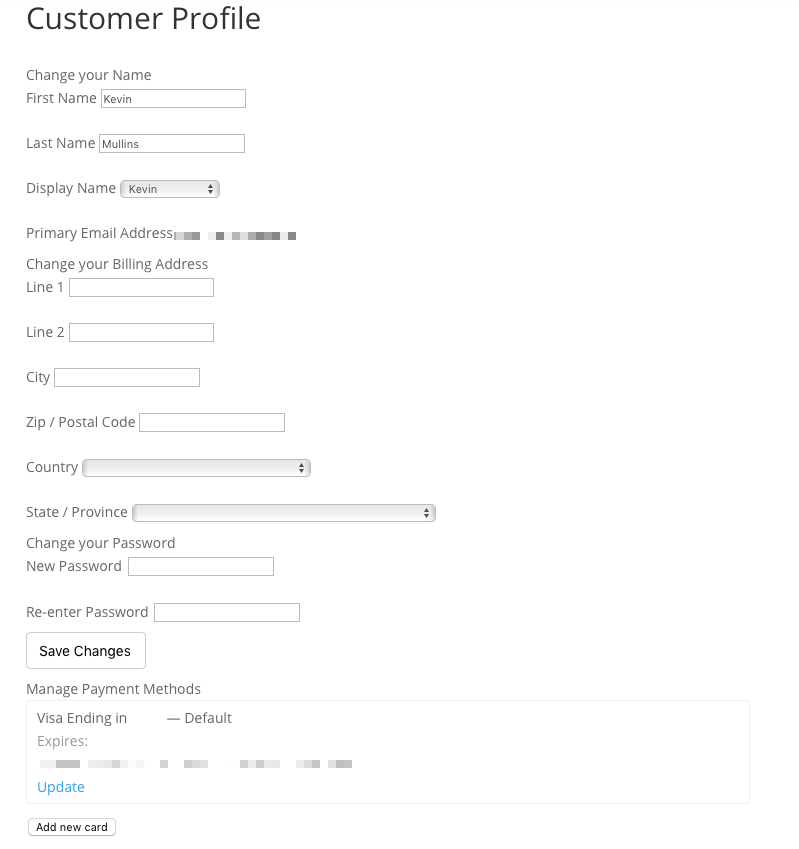 Customer Profile
Change your Name
First Name Kevin
Last Name Mullins
Display Name Kevin
Primary Email Address
Change your Billing Address
Line 1
Line 2
City
Zip / Postal Code
Country
State / Province
Change your Password
New Password
Re-enter Password
Save Changes
Manage Payment Methods
Visa Ending in — Default
Expires:
Update
Add new card